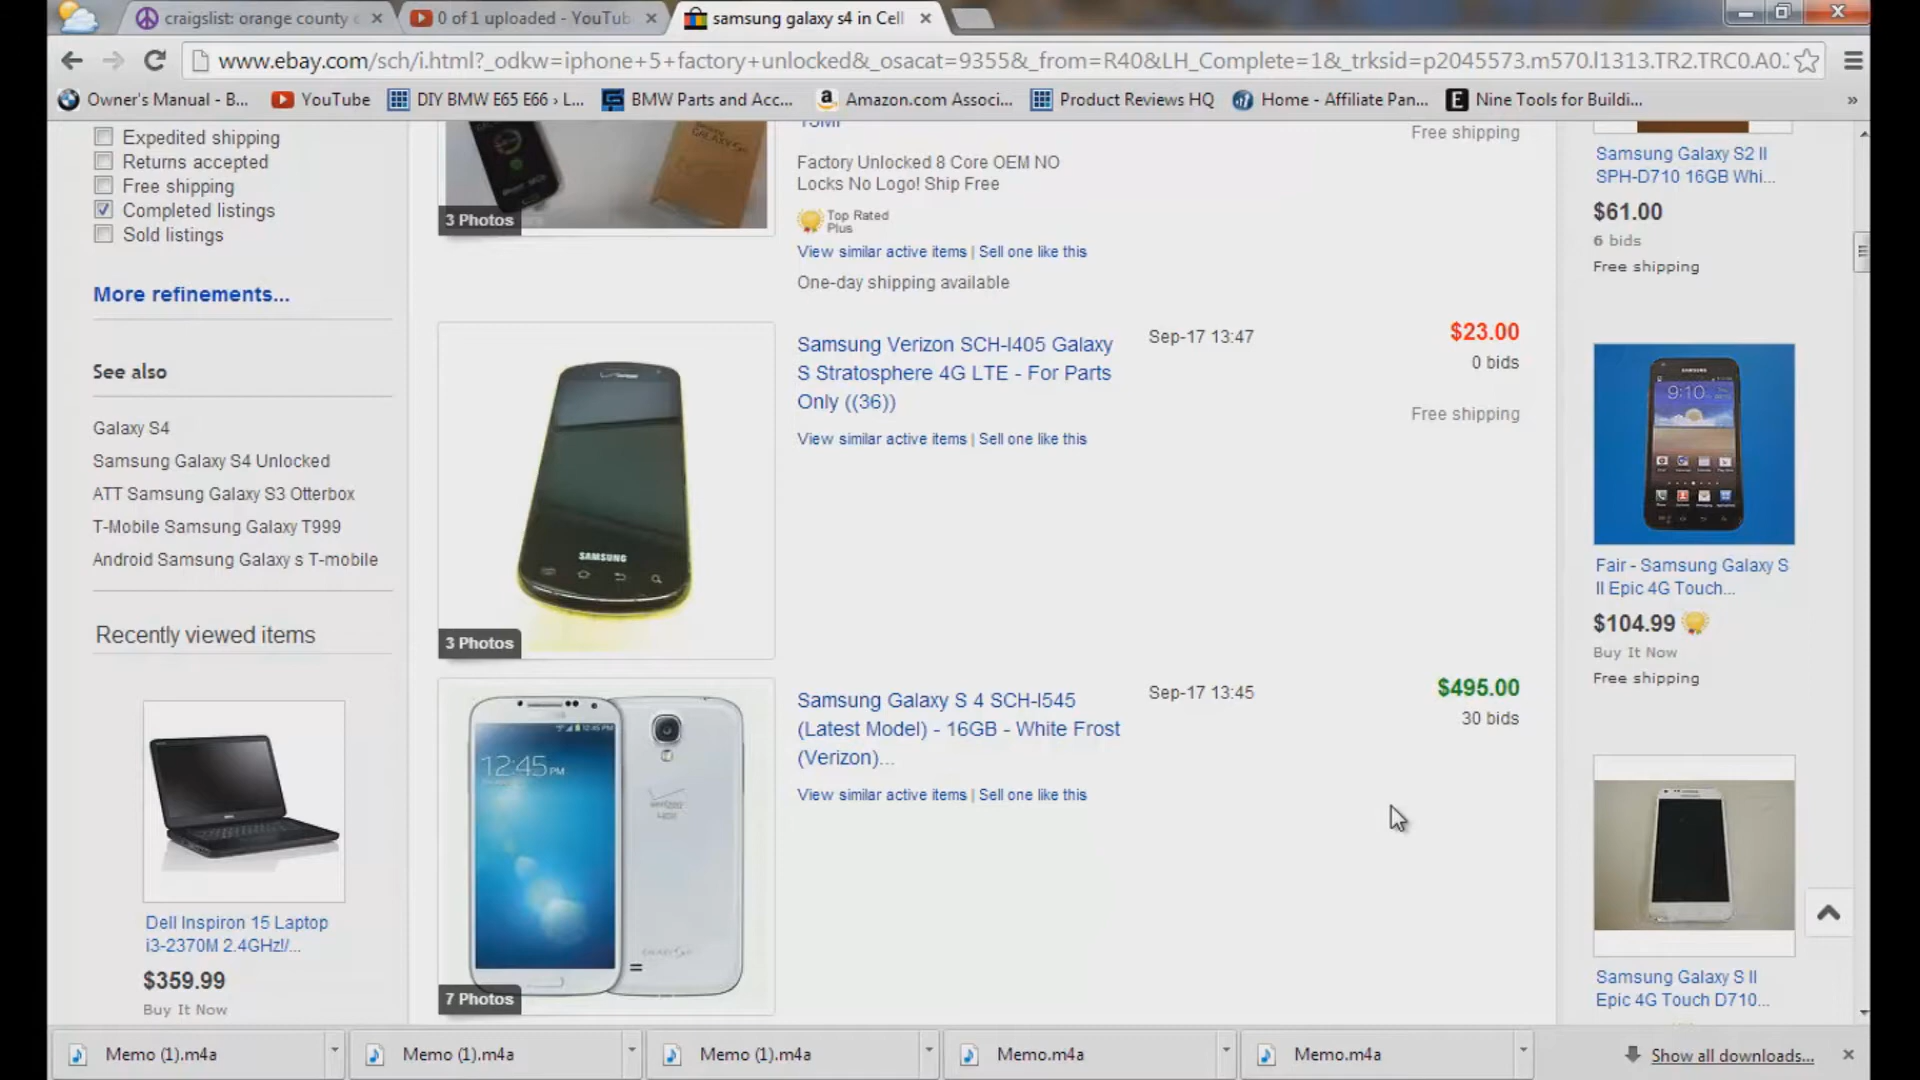 craigslist: orange county
0 of 1 uploaded - YouTub
samsung galaxy s4 in Cell
www.ebay.com/sch/i.html?_odkw=iphone+5+factory+unlocked&_osacat=9355&_from=R40&LH_Complete=1&_trksid=p2045573.m570.l1313.TR2.TRC0.A0.
Owner's Manual - B...
YouTube
DIY BMW E65 E66 › L...
BMW Parts and Acc...
Amazon.com Associ...
Product Reviews HQ
Home - Affiliate Pan...
Nine Tools for Buildi...
»
Expedited shipping
Returns accepted
Free shipping
Completed listings
Sold listings
More refinements...
See also
Galaxy S4
Samsung Galaxy S4 Unlocked
ATT Samsung Galaxy S3 Otterbox
T-Mobile Samsung Galaxy T999
Android Samsung Galaxy s T-mobile
Recently viewed items
Dell Inspiron 15 Laptop
i3-2370M 2.4GHz!/...
$359.99
Buy It Now
3 Photos
Free shipping
Factory Unlocked 8 Core OEM NO
Locks No Logo! Ship Free
Top Rated
Plus
View similar active items | Sell one like this
One-day shipping available
SAMSUNG
3 Photos
Samsung Verizon SCH-I405 Galaxy
S Stratosphere 4G LTE - For Parts
Only ((36))
View similar active items | Sell one like this
Sep-17 13:47
$23.00
0 bids
Free shipping
12:45 PM
7 Photos
Samsung Galaxy S 4 SCH-I545
(Latest Model) - 16GB - White Frost
(Verizon)...
View similar active items | Sell one like this
Sep-17 13:45
$495.00
30 bids
Samsung Galaxy S2 II
SPH-D710 16GB Whi...
$61.00
6 bids
Free shipping
9:10
Fair - Samsung Galaxy S
II Epic 4G Touch...
$104.99
Buy It Now
Free shipping
Samsung Galaxy S II
Epic 4G Touch D710...
Memo (1).m4a
Memo (1).m4a
Memo (1).m4a
Memo.m4a
Memo.m4a
Show all downloads...